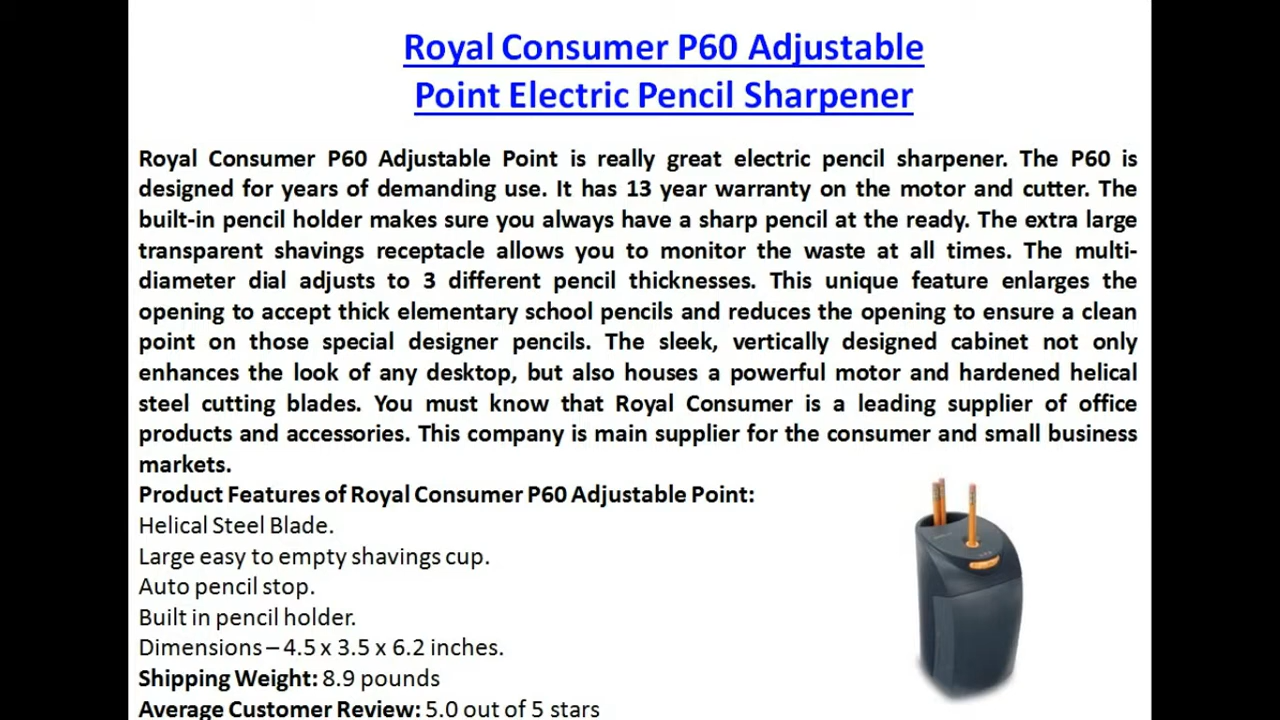 Royal Consumer P60 Adjustable
Point Electric Pencil Sharpener
Royal Consumer P60 Adjustable Point is really great electric pencil sharpener. The P60 is
designed for years of demanding use. It has 13 year warranty on the motor and cutter. The
built-in pencil holder makes sure you always have a sharp pencil at the ready. The extra large
transparent shavings receptacle allows you to monitor the waste at all times. The multi-
diameter dial adjusts to 3 different pencil thicknesses. This unique feature enlarges the
opening to accept thick elementary school pencils and reduces the opening to ensure a clean
point on those special designer pencils. The sleek, vertically designed cabinet not only
enhances the look of any desktop, but also houses a powerful motor and hardened helical
steel cutting blades. You must know that Royal Consumer is a leading supplier of office
products and accessories. This company is main supplier for the consumer and small business
markets.
Product Features of Royal Consumer P60 Adjustable Point:
Helical Steel Blade.
Large easy to empty shavings cup.
Auto pencil stop.
Built in pencil holder.
Dimensions – 4.5 x 3.5 x 6.2 inches.
Shipping Weight: 8.9 pounds
Average Customer Review: 5.0 out of 5 stars